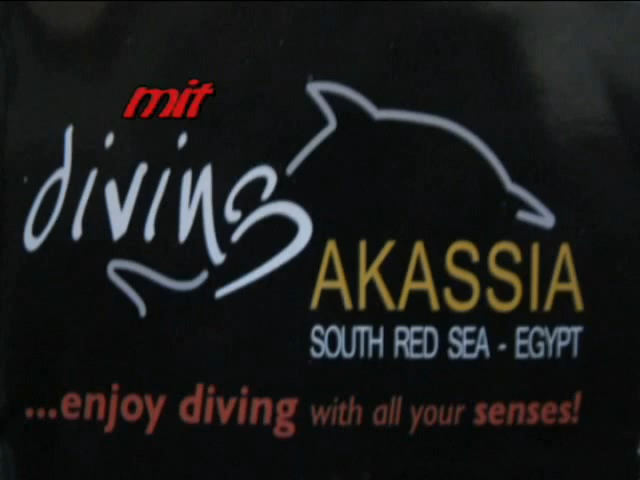 mit
diving
AKASSIA
SOUTH RED SEA - EGYPT
...enjoy diving with all your senses!